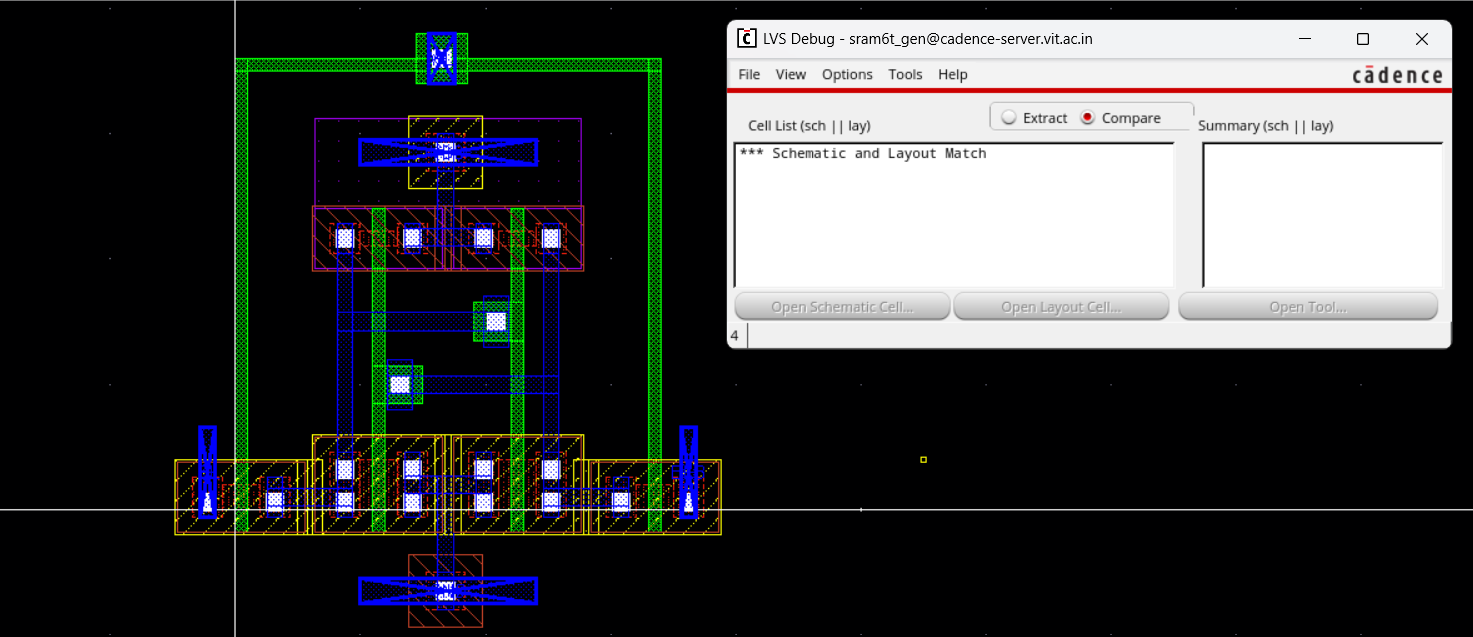 LVS Debug - sram6t_gen@cadence-server.vit.ac.in
File View Options Tools Help
cādence
Extract Compare
Cell List (sch || lay) Summary (sch || lay)
*** Schematic and Layout Match
Open Schematic Cell... Open Layout Cell... Open Tool...
4